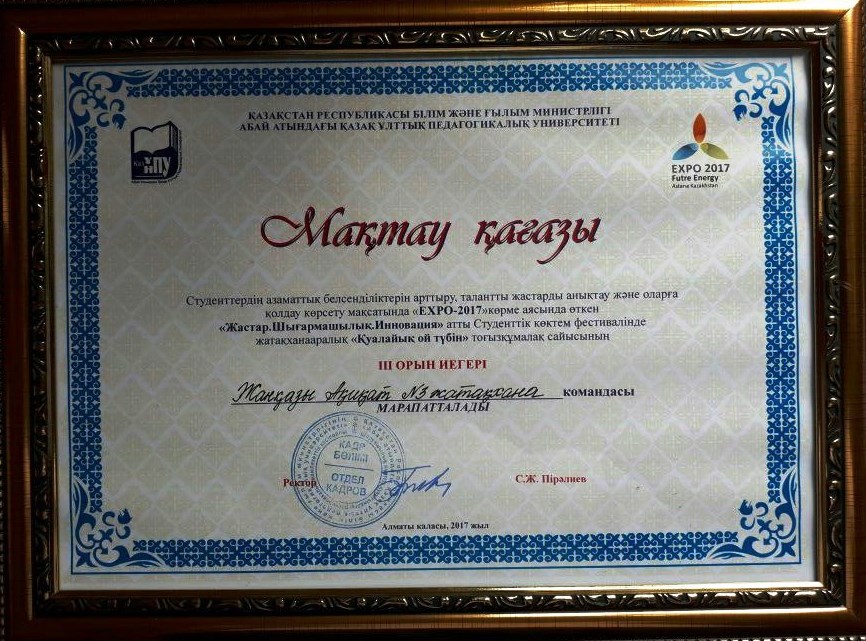 ҚАЗАҚСТАН РЕСПУБЛИКАСЫ БІЛІМ ЖӘНЕ ҒЫЛЫМ МИНИСТРЛІГІ
АБАЙ АТЫНДАҒЫ ҚАЗАҚ ҰЛТТЫҚ ПЕДАГОГИКАЛЫҚ УНИВЕРСИТЕТІ
ҚазҰПУ
EXPO 2017
Futre Energy
Astana Kazakhstan
Мақтау қағазы
Студенттердің азаматтық белсенділіктерін арттыру, талантты жастарды анықтау және оларға
қолдау көрсету мақсатында «EXPO-2017»көрме аясында өткен
«Жастар.Шығармашылық.Инновация» атты Студенттік көктем фестивалінде
жатақханааралық «Қуалайық ой түбін» тоғызқұмалақ сайысының
III ОРЫН ИЕГЕРІ
Жанқазы Ақиқат №3 жатақхана командасы
МАРАПАТТАЛАДЫ
КАДР
БӨЛІМІ
ОТДЕЛ
КАДРОВ
Ректор С.Ж. Пірәлиев
Алматы қаласы, 2017 жыл